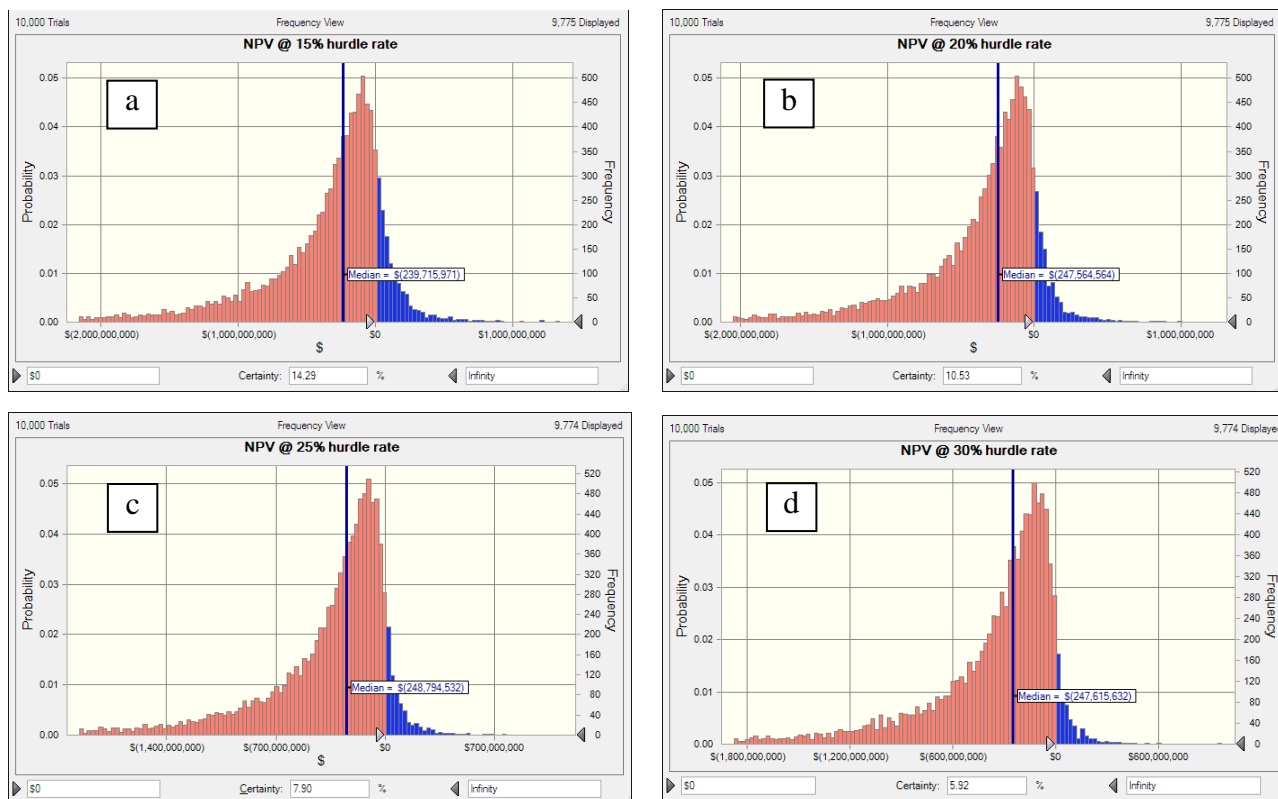 10,000 Trials Frequency View 9,775 Displayed
NPV @ 15% hurdle rate
a
Probability
Frequency
0.05
0.04
0.03
0.02
0.01
0.00
500
450
400
350
300
250
200
150
100
50
0
Median = $(239,715,971)
$(2,000,000,000) $(1,000,000,000) $0 $1,000,000,000
$
$0 Certainty: 14.29 % Infinity
10,000 Trials Frequency View 9,775 Displayed
NPV @ 20% hurdle rate
b
Probability
Frequency
0.05
0.04
0.03
0.02
0.01
0.00
500
450
400
350
300
250
200
150
100
50
0
Median = $(247,564,564)
$(2,000,000,000) $(1,000,000,000) $0 $1,000,000,000
$
$0 Certainty: 10.53 % Infinity
10,000 Trials Frequency View 9,774 Displayed
NPV @ 25% hurdle rate
c
Probability
Frequency
0.05
0.04
0.03
0.02
0.01
0.00
520
480
440
400
360
320
280
240
200
160
120
80
40
0
Median = $(248,794,532)
$(1,400,000,000) $(700,000,000) $0 $700,000,000
$
$0 Certainty: 7.90 % Infinity
10,000 Trials Frequency View 9,774 Displayed
NPV @ 30% hurdle rate
d
Probability
Frequency
0.05
0.04
0.03
0.02
0.01
0.00
520
480
440
400
360
320
280
240
200
160
120
80
40
0
Median = $(247,615,632)
$(1,800,000,000) $(1,200,000,000) $(600,000,000) $0 $600,000,000
$0 Certainty: 5.92 % Infinity